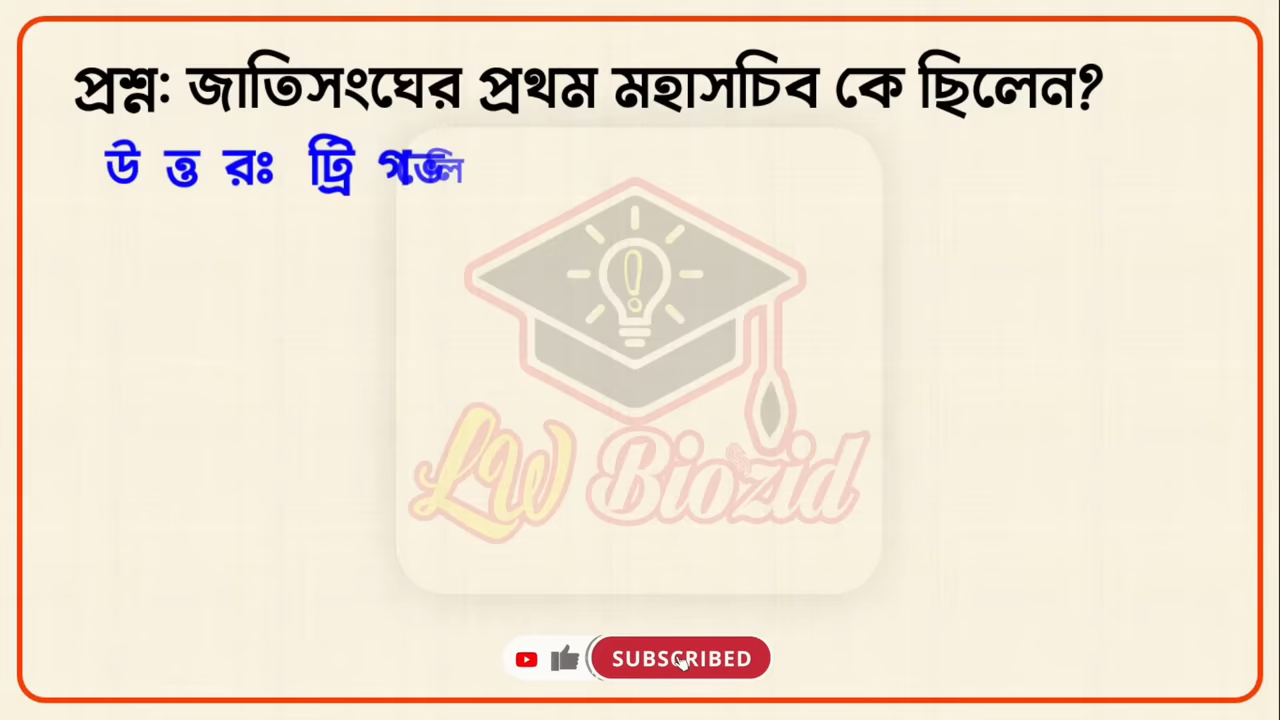 প্রশ্ন: জাতিসংঘের প্রথম মহাসচিব কে ছিলেন?
উ ত্ত রঃ ট্রি
LW Biozid
SUBSCRIBED